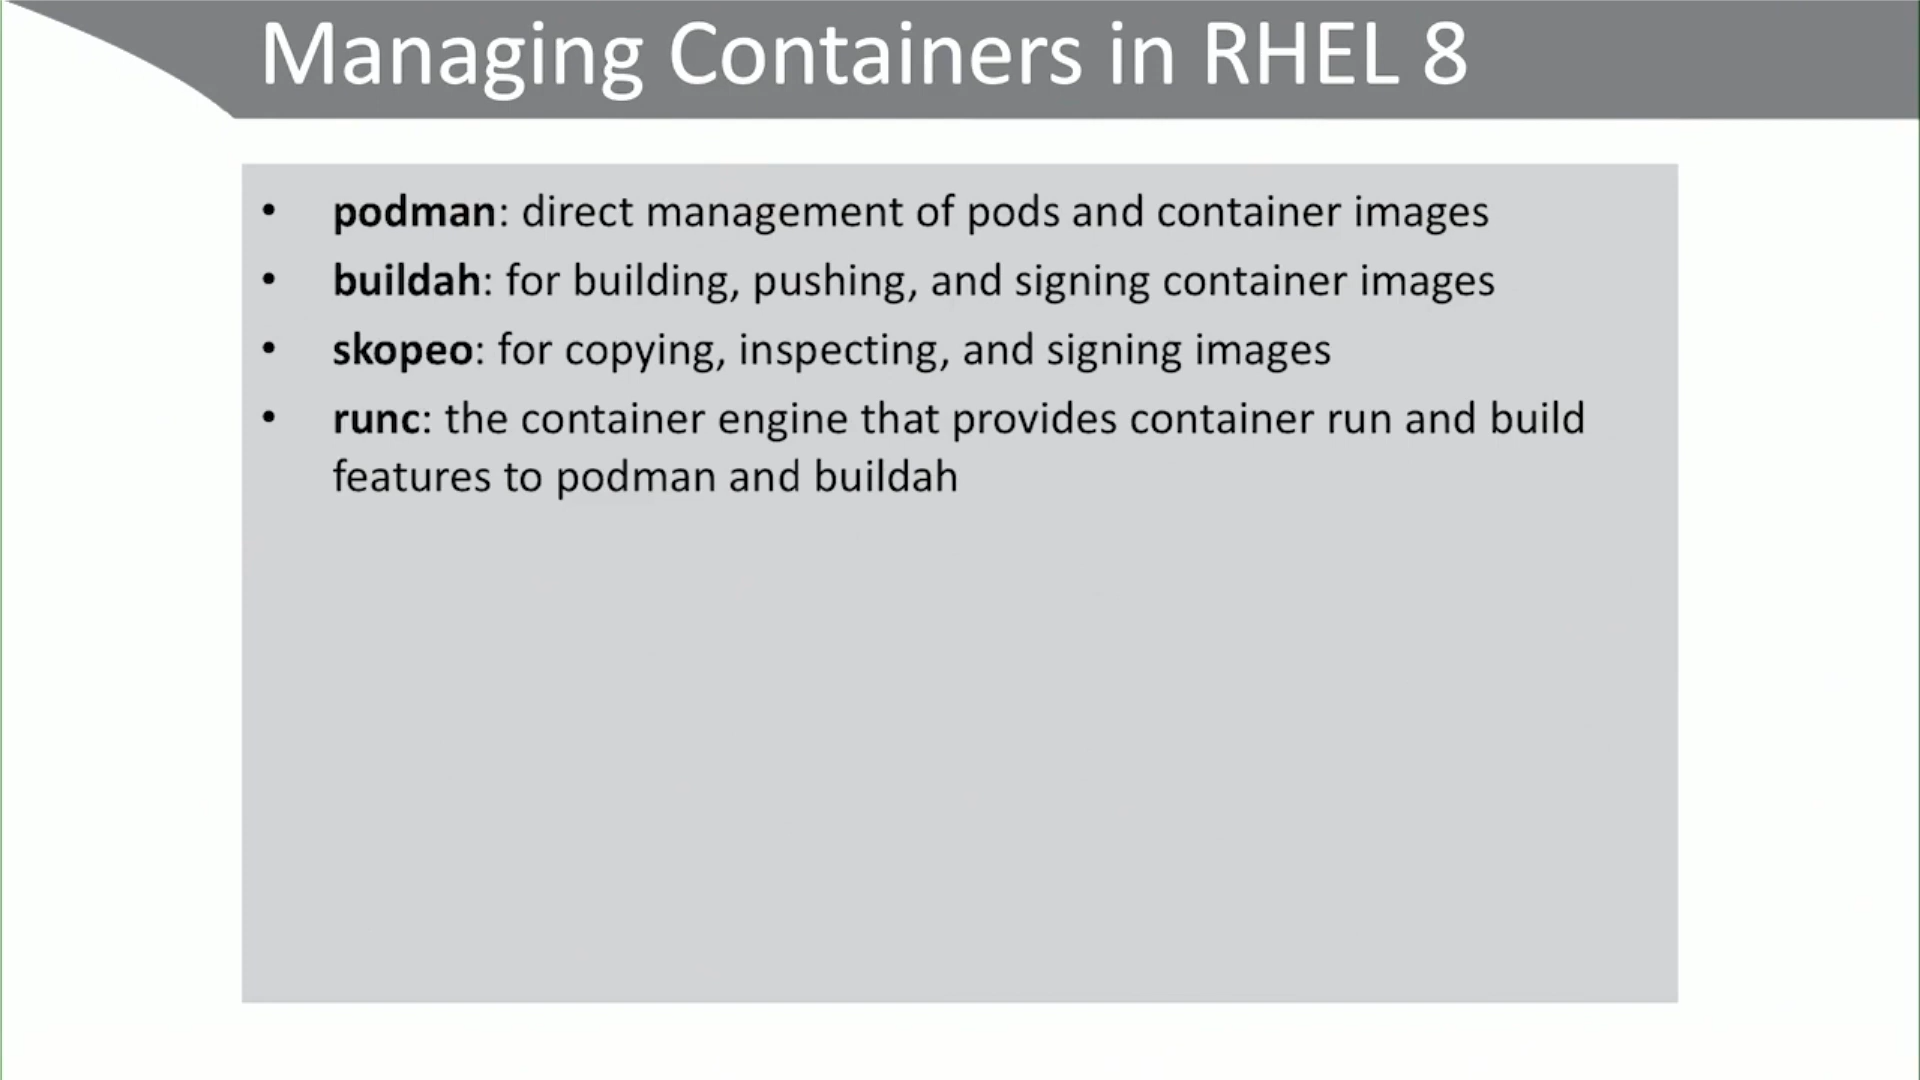 Managing Containers in RHEL 8
• podman: direct management of pods and container images
• buildah: for building, pushing, and signing container images
• skopeo: for copying, inspecting, and signing images
• runc: the container engine that provides container run and build
features to podman and buildah